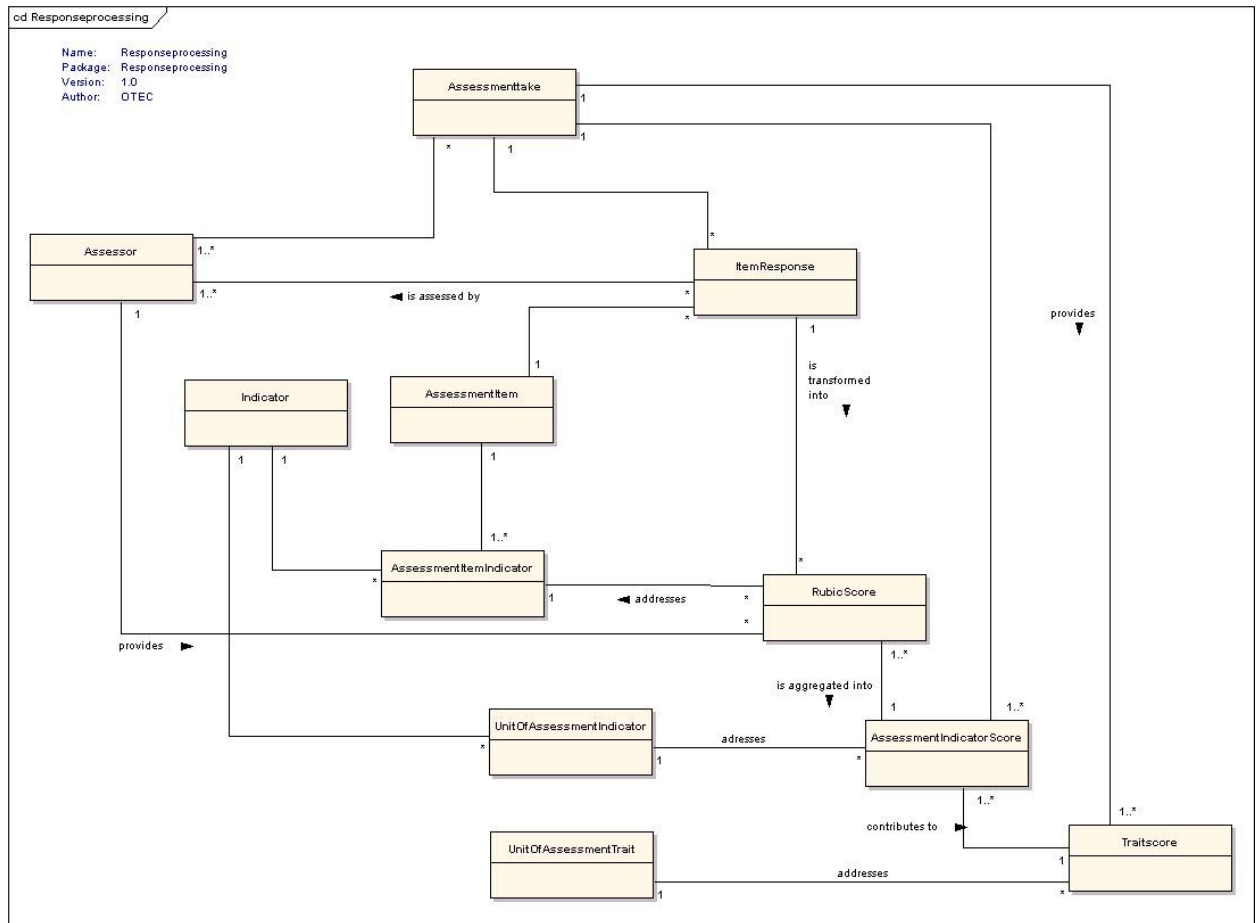 cd Responseprocessing
Name: Responseprocessing
Package: Responseprocessing
Version: 1.0
Author: OTEC
Assessmenttake
1
1
*
1
Assessor
1..*
*
ItemResponse
1..*
*
is assessed by
1
*
1
provides
is
transformed
into
1
Indicator
AssessmentItem
1
1
1
1..*
*
AssessmentItemIndicator
*
1
addresses
*
RubicScore
*
provides
1..*
is aggregated into
1
1..*
UnitOfAssessmentIndicator
*
1
adresses
*
AssessmentIndicatorScore
1..*
contributes to
1..*
UnitOfAssessmentTrait
Traitscore
1
addresses
1
*